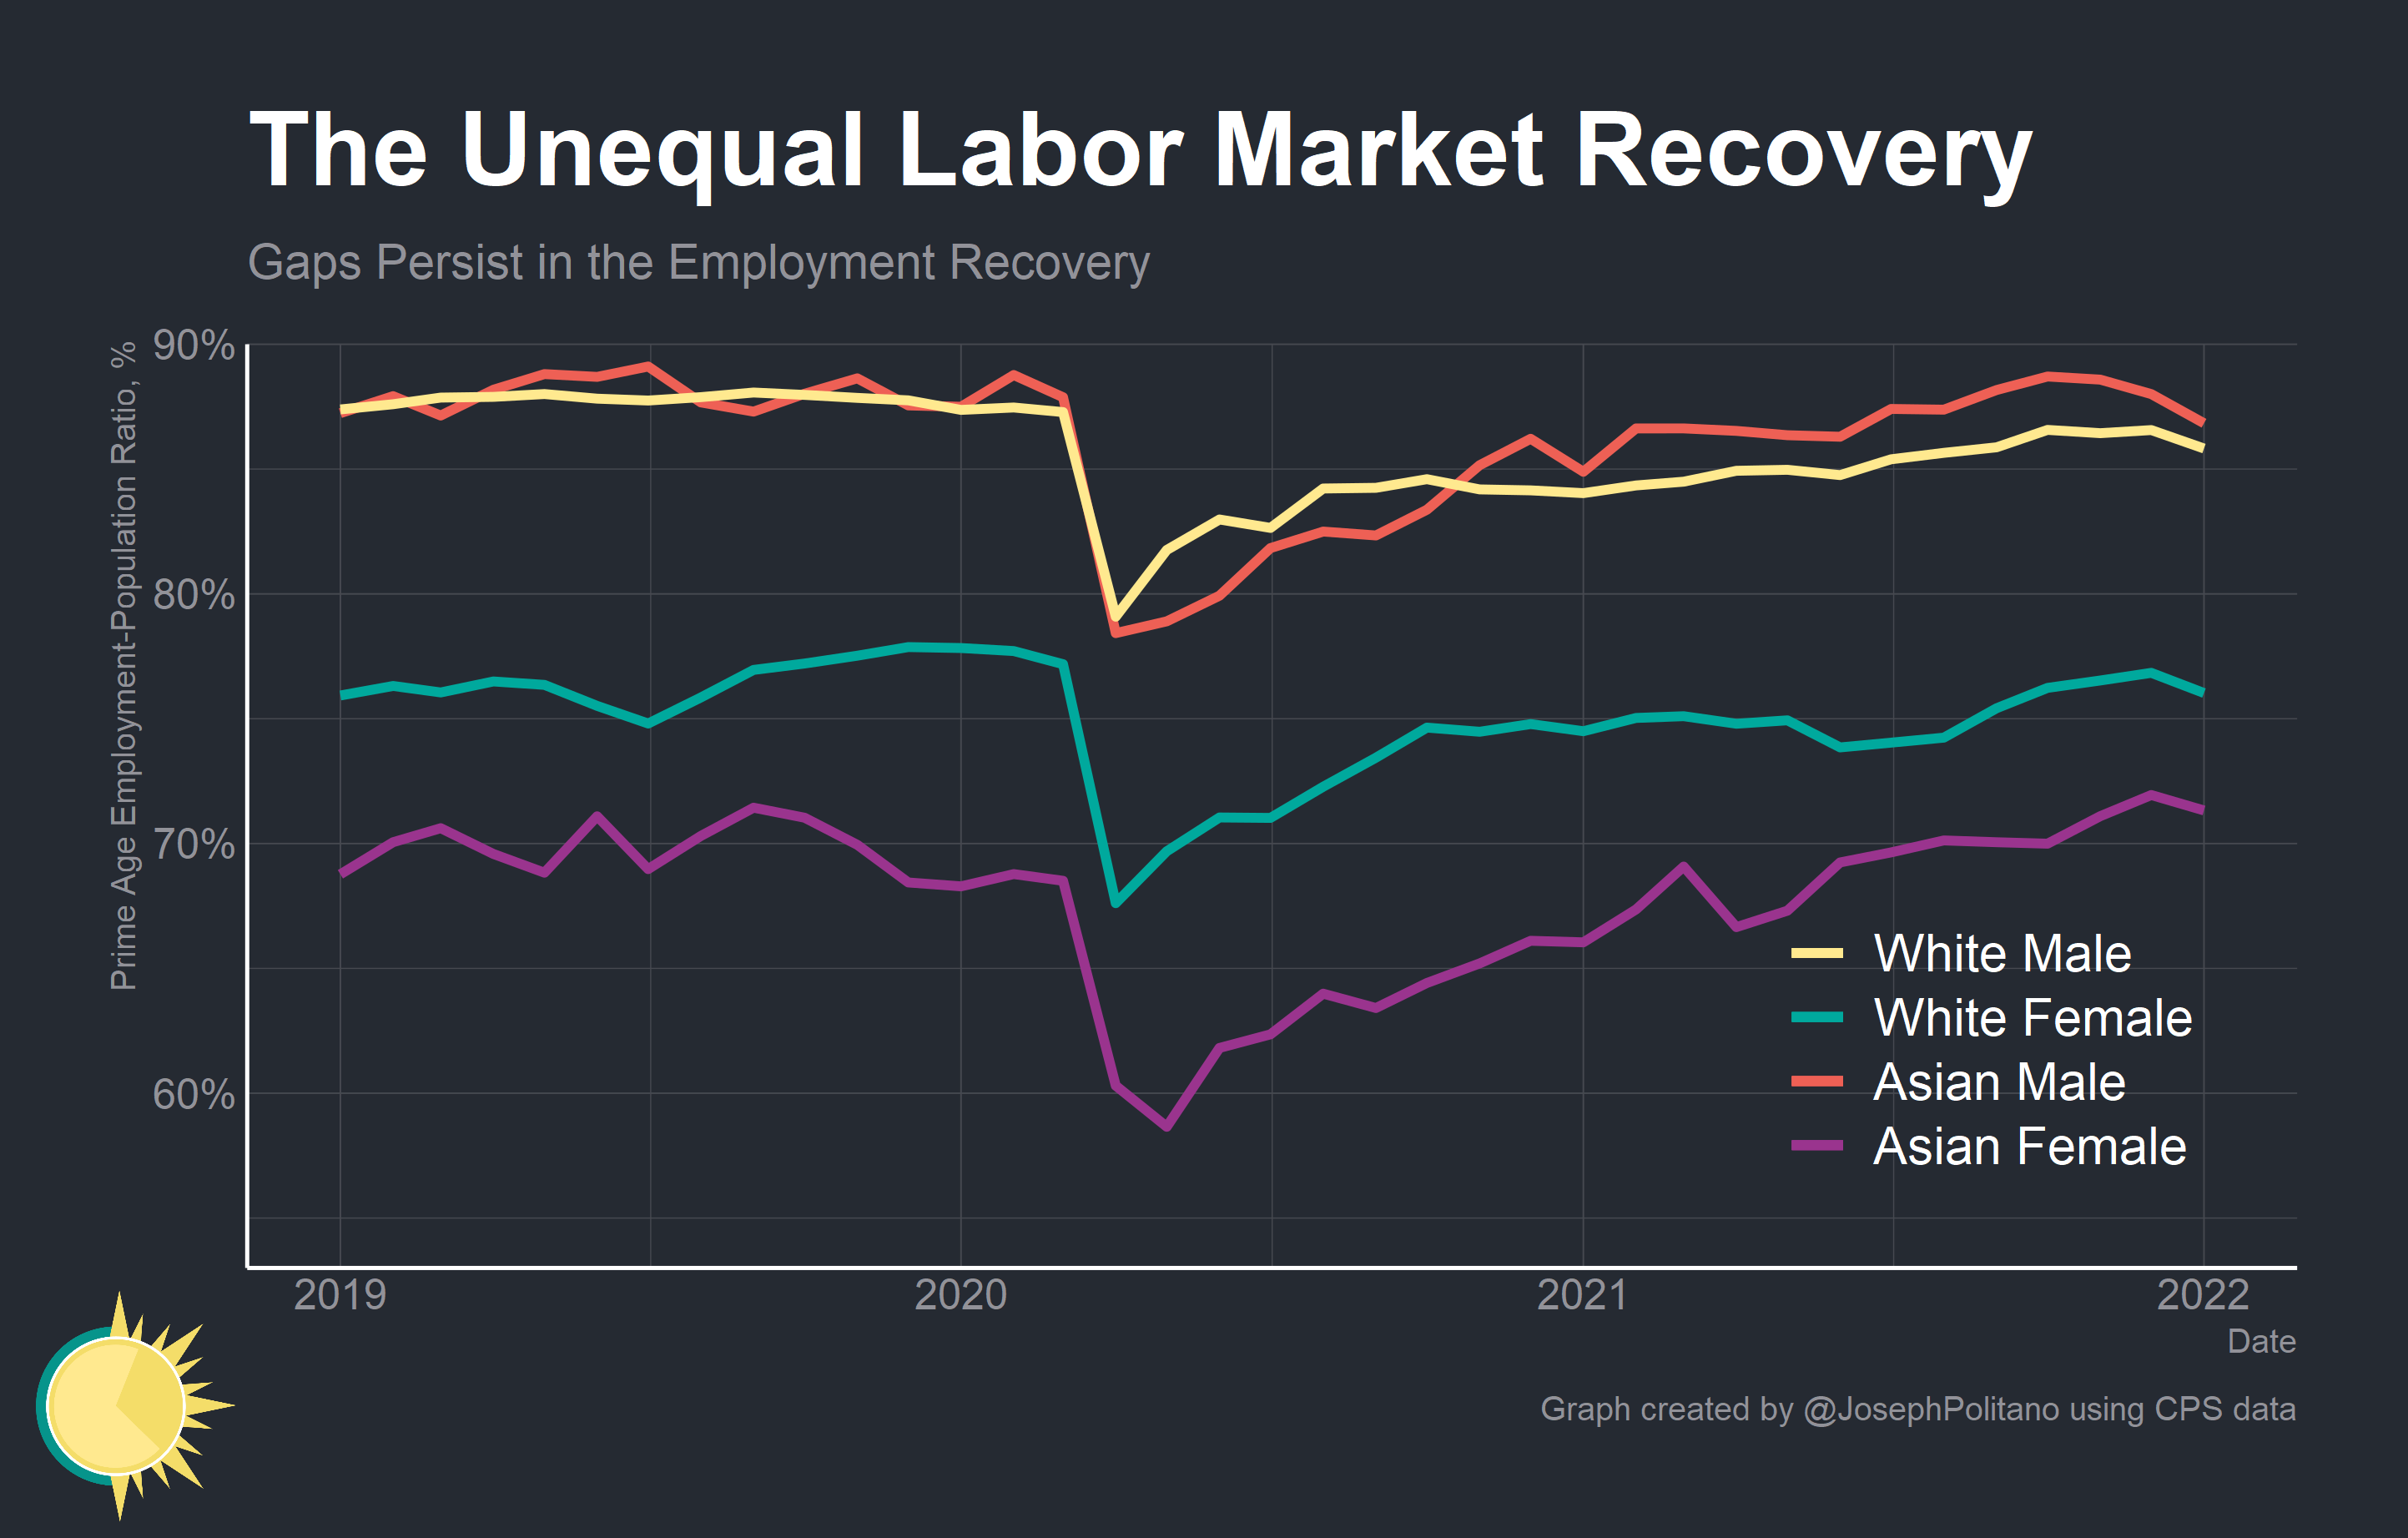 The Unequal Labor Market Recovery
Gaps Persist in the Employment Recovery
Prime Age Employment-Population Ratio, %
90%
80%
70%
60%
White Male
White Female
Asian Male
Asian Female
2019
2020
2021
2022
Date
Graph created by @JosephPolitano using CPS data